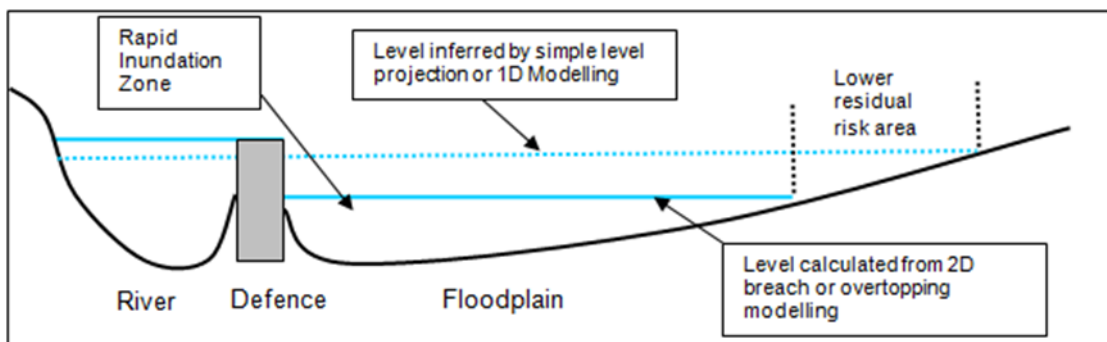 Rapid
Inundation
Zone
Level inferred by simple level
projection or 1D Modelling
Lower
residual
risk area
Level calculated from 2D
breach or overtopping
modelling
River
Defence
Floodplain